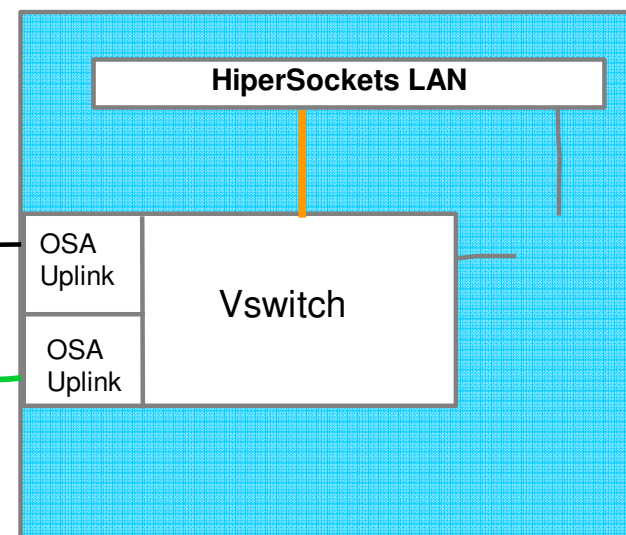 HiperSockets LAN
OSA
Uplink
Vswitch
OSA
Uplink